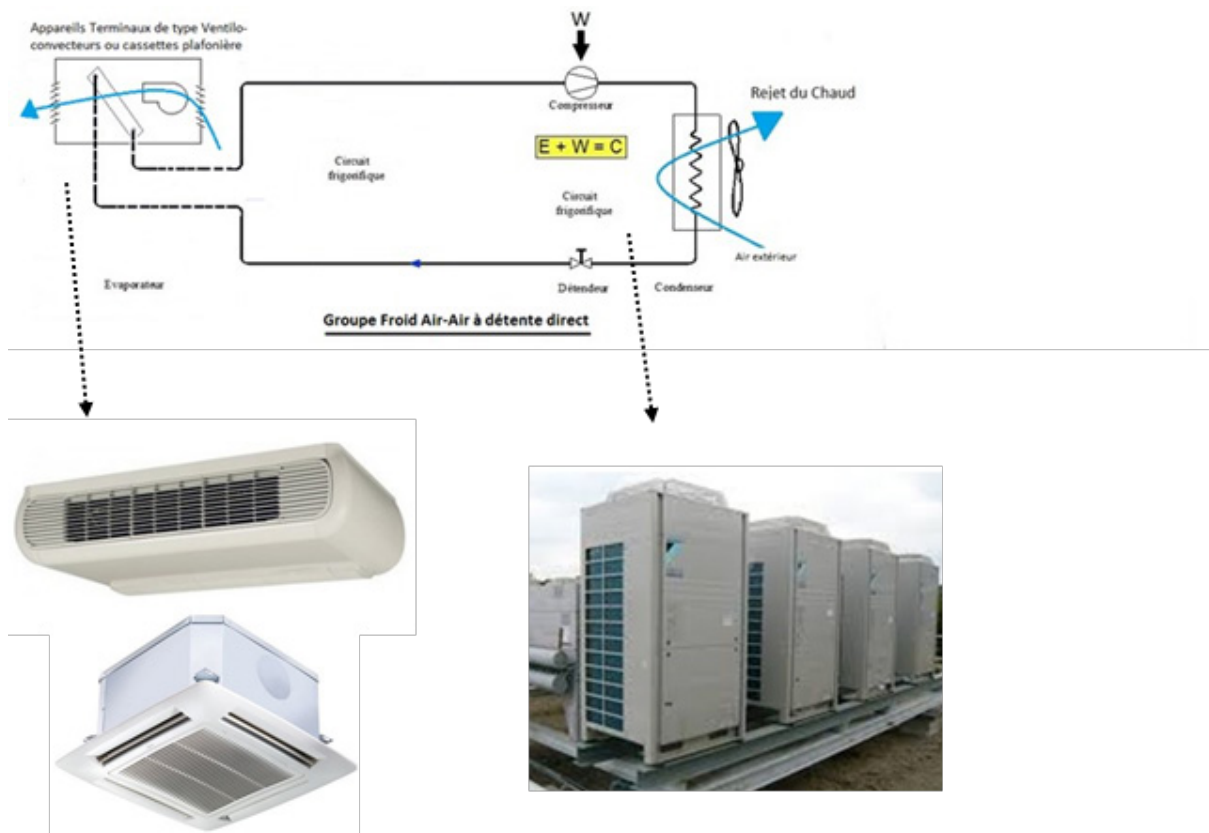 Appareils Terminaux de type Ventilo-
convecteurs ou cassettes plafonière
W
Compresseur
Rejet du Chaud
E + W = C
Circuit
frigorifique
Circuit
frigorifique
Air extérieur
Evaporateur
Détendeur
Condenseur
Groupe Froid Air-Air à détente direct